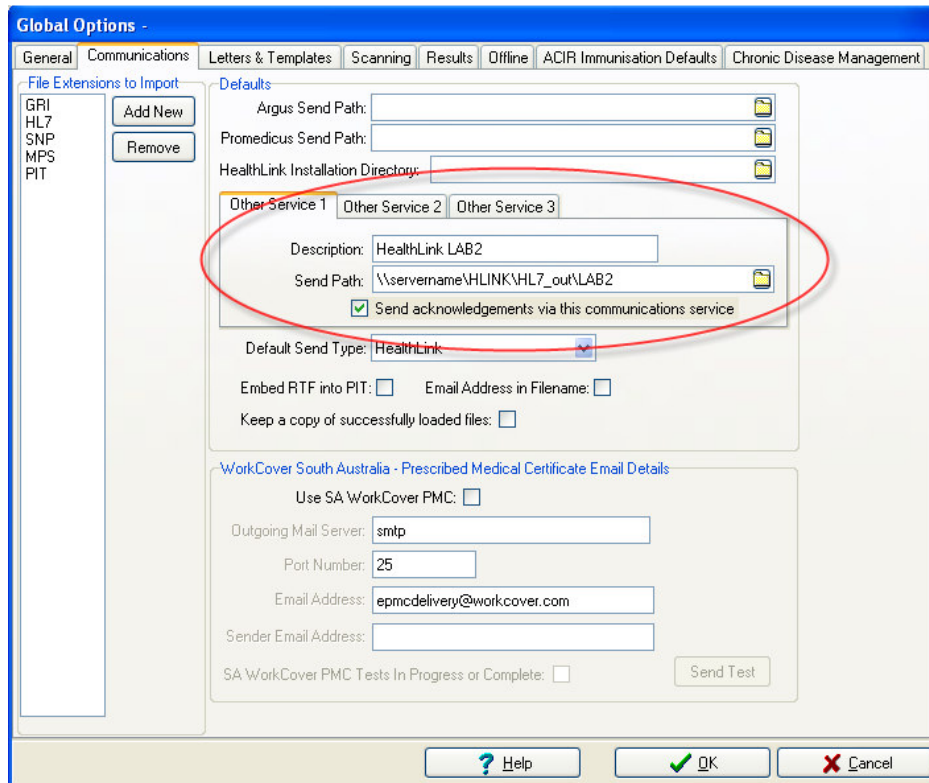 Global Options -
General Communications Letters & Templates Scanning Results Offline ACIR Immunisation Defaults Chronic Disease Management
File Extensions to Import
GRI
HL7
SNP
MPS
PIT
Add New
Remove
Defaults
Argus Send Path:
Promedicus Send Path:
HealthLink Installation Directory:
Other Service 1 Other Service 2 Other Service 3
Description: HealthLink LAB2
Send Path: \\servername\HLINK\HL7_out\LAB2
Send acknowledgements via this communications service
Default Send Type: HealthLink
Embed RTF into PIT: Email Address in Filename:
Keep a copy of successfully loaded files:
WorkCover South Australia - Prescribed Medical Certificate Email Details
Use SA WorkCover PMC:
Outgoing Mail Server: smtp
Port Number: 25
Email Address: epmcdelivery@workcover.com
Sender Email Address:
SA WorkCover PMC Tests In Progress or Complete: Send Test
Help OK Cancel